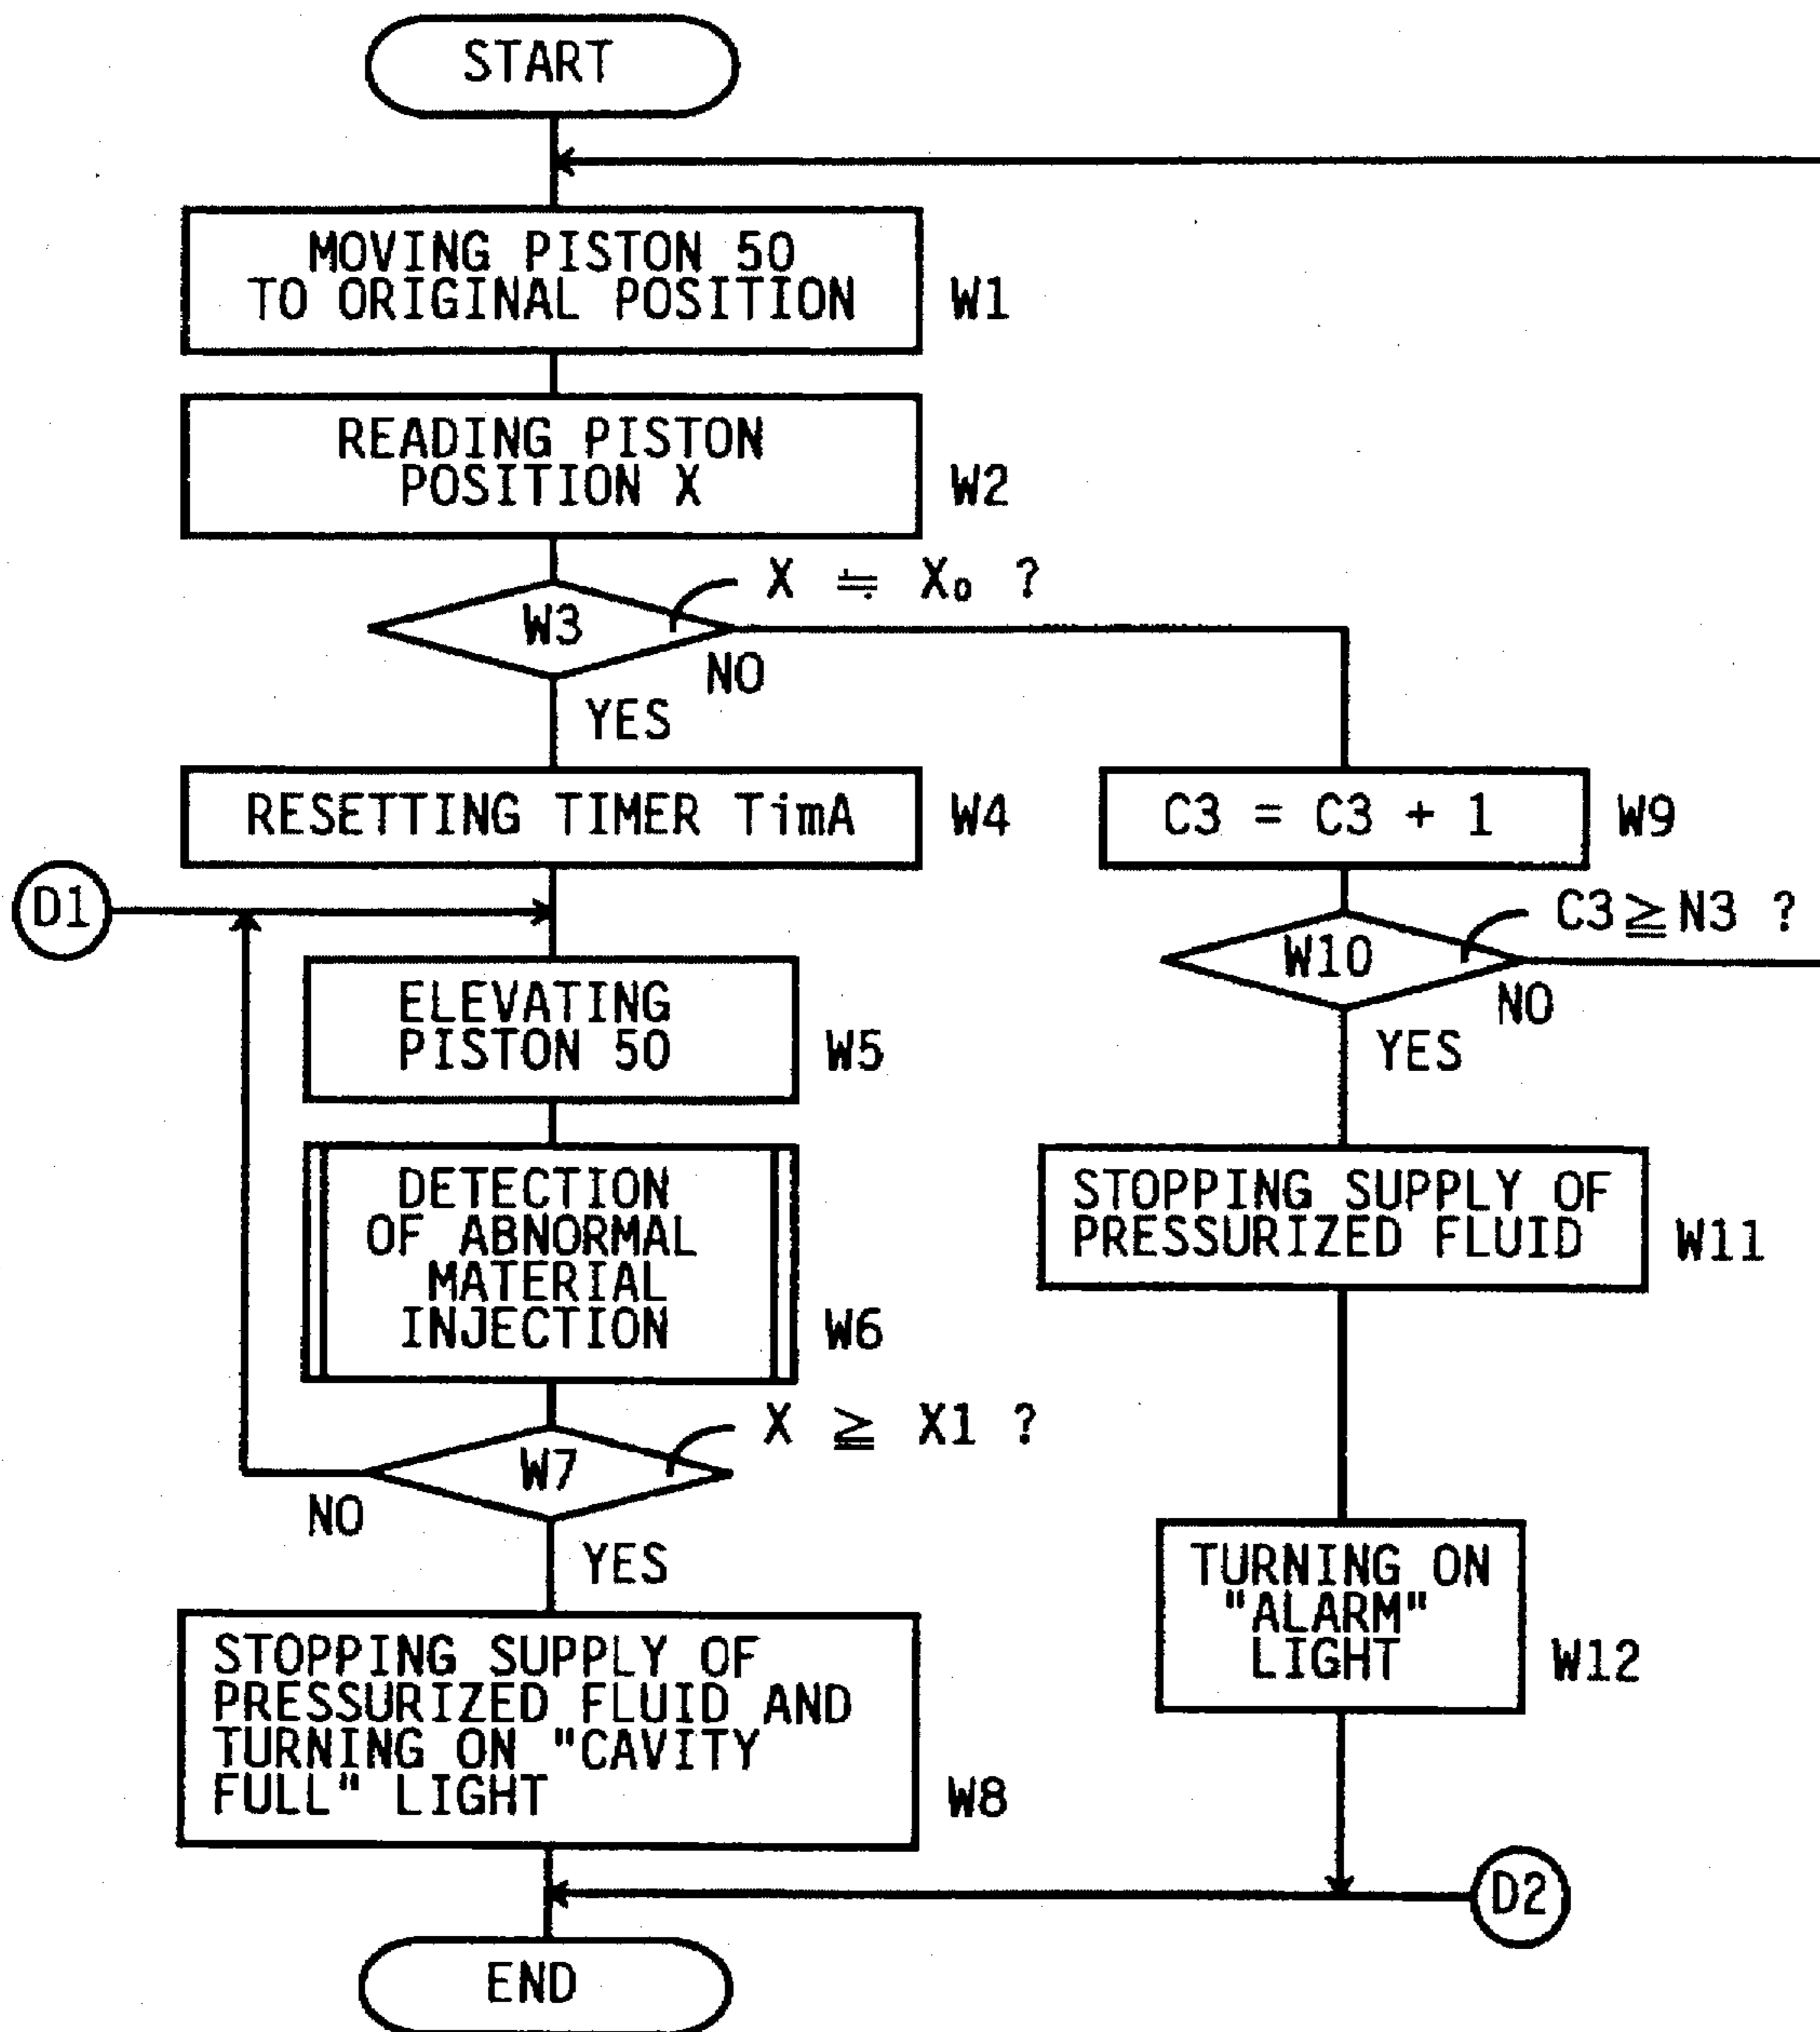 START
MOVING PISTON 50
TO ORIGINAL POSITION
W1
READING PISTON
POSITION X
W2
X ≒ X₀ ?
W3
NO
YES
RESETTING TIMER TimA
W4
C3 = C3 + 1
W9
D1
C3≧N3 ?
W10
NO
YES
ELEVATING
PISTON 50
W5
DETECTION
OF ABNORMAL
MATERIAL
INJECTION
W6
STOPPING SUPPLY OF
PRESSURIZED FLUID
W11
X ≧ X1 ?
W7
NO
YES
TURNING ON
"ALARM"
LIGHT
W12
STOPPING SUPPLY OF
PRESSURIZED FLUID AND
TURNING ON "CAVITY
FULL" LIGHT
W8
D2
END